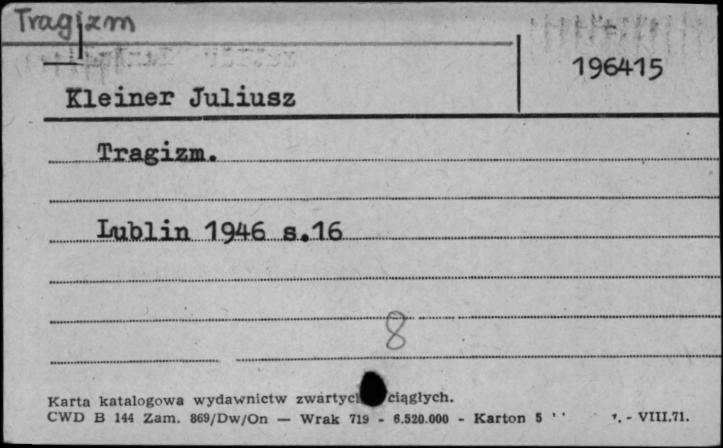 Tragizm
196415
Kleiner Juliusz
Tragizm.
Lublin 1946 s.16
8
Karta katalogowa wydawnictw ciągłych.
CWD B 144 Zam. 869/Dw/On — Wrak 719 - 6.520.000 - Karton 5 - VIII.71.